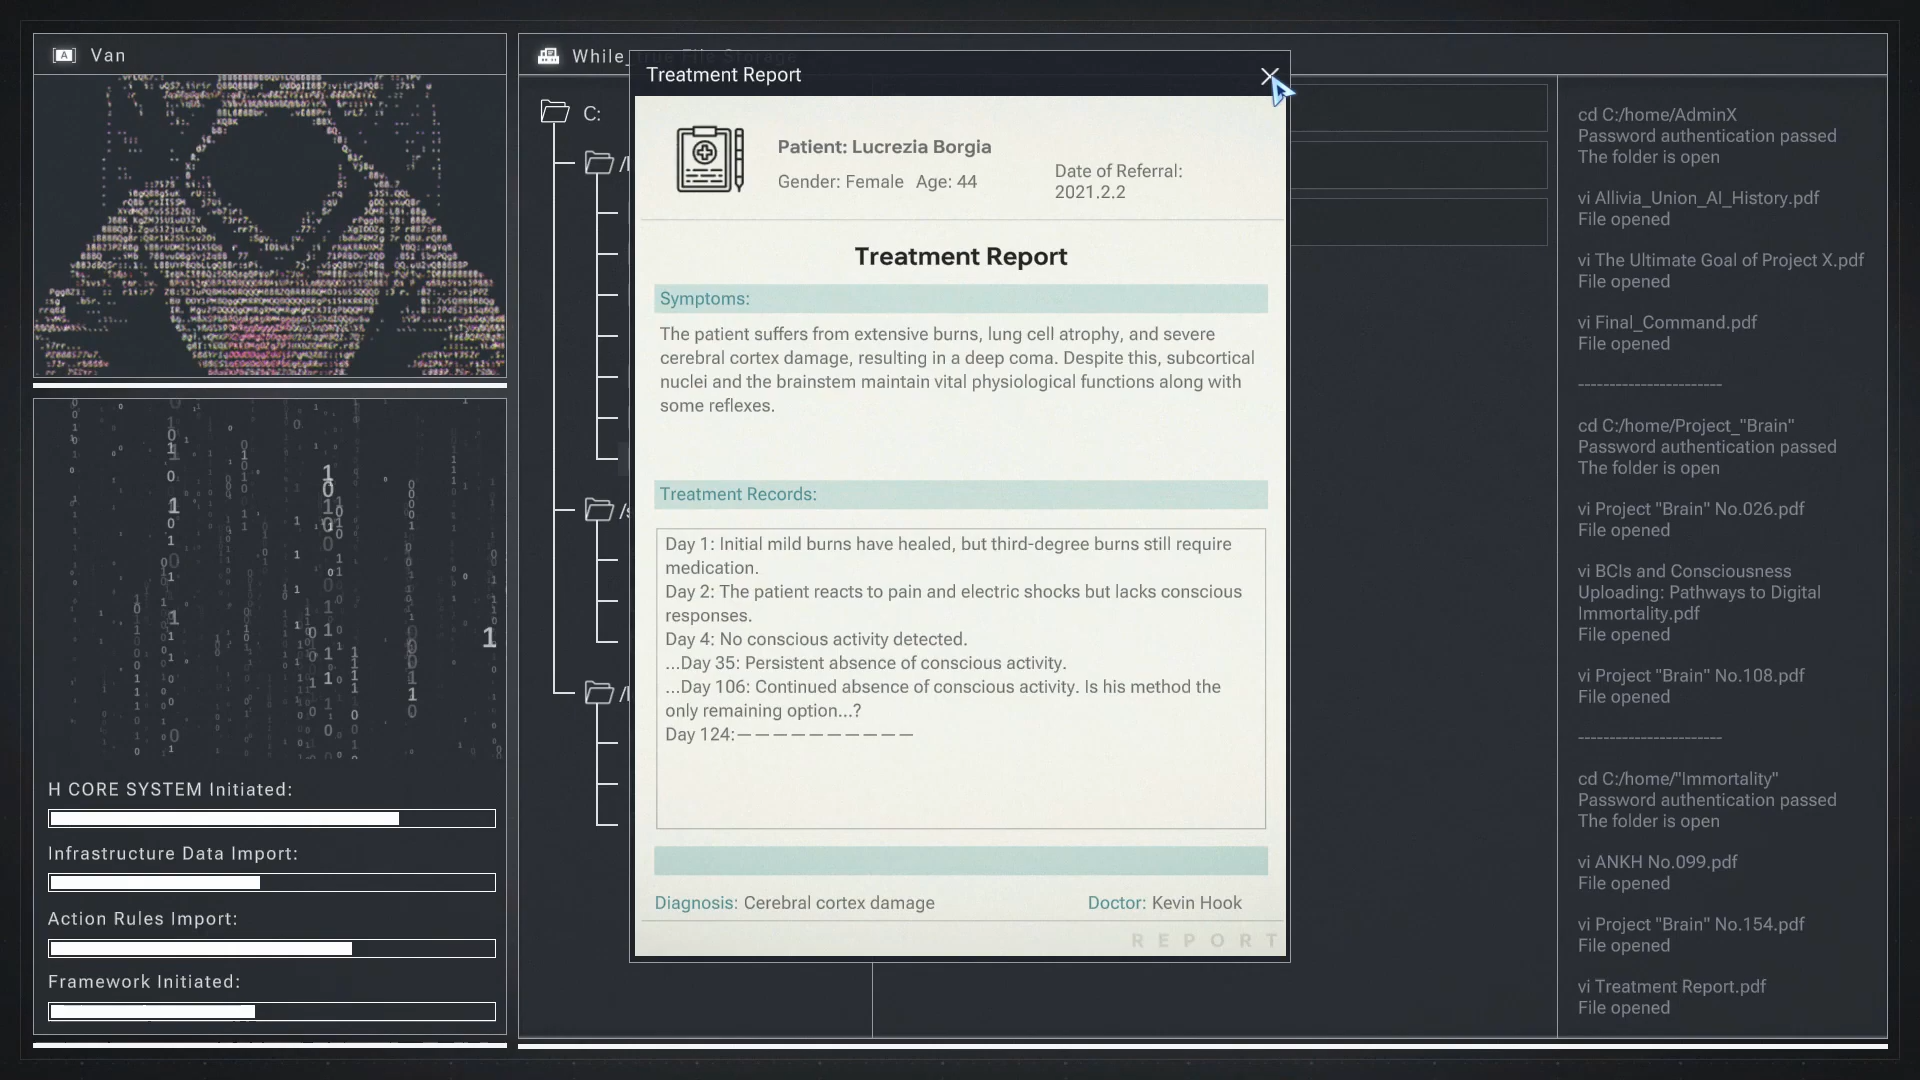 Van
While_true File Storage
C:
Treatment Report
Patient: Lucrezia Borgia
Gender: Female Age: 44
Date of Referral:
2021.2.2
Treatment Report
Symptoms:
The patient suffers from extensive burns, lung cell atrophy, and severe
cerebral cortex damage, resulting in a deep coma. Despite this, subcortical
nuclei and the brainstem maintain vital physiological functions along with
some reflexes.
Treatment Records:
Day 1: Initial mild burns have healed, but third-degree burns still require
medication.
Day 2: The patient reacts to pain and electric shocks but lacks conscious
responses.
Day 4: No conscious activity detected.
...Day 35: Persistent absence of conscious activity.
...Day 106: Continued absence of conscious activity. Is his method the
only remaining option...?
Day 124:— — — — — — — — — —
Diagnosis: Cerebral cortex damage
Doctor: Kevin Hook
REPORT
H CORE SYSTEM Initiated:
Infrastructure Data Import:
Action Rules Import:
Framework Initiated:
cd C:/home/AdminX
Password authentication passed
The folder is open
vi Allivia_Union_AI_History.pdf
File opened
vi The Ultimate Goal of Project X.pdf
File opened
vi Final_Command.pdf
File opened
------------------------
cd C:/home/Project_"Brain"
Password authentication passed
The folder is open
vi Project "Brain" No.026.pdf
File opened
vi BCIs and Consciousness
Uploading: Pathways to Digital
Immortality.pdf
File opened
vi Project "Brain" No.108.pdf
File opened
------------------------
cd C:/home/"Immortality"
Password authentication passed
The folder is open
vi ANKH No.099.pdf
File opened
vi Project "Brain" No.154.pdf
File opened
vi Treatment Report.pdf
File opened